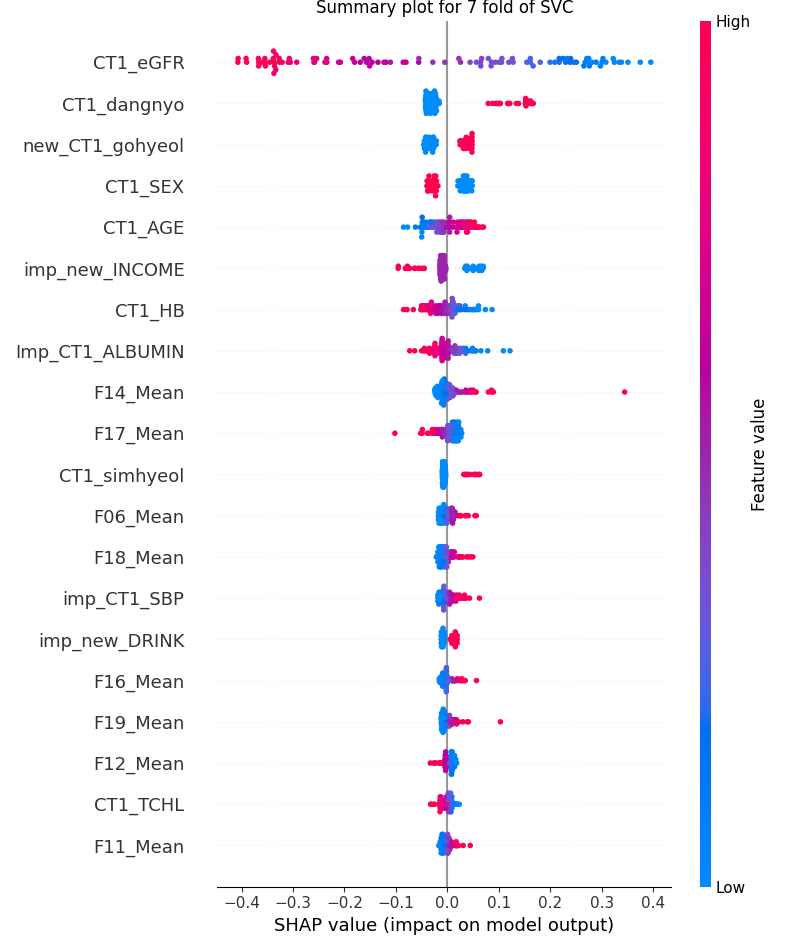 Summary plot for 7 fold of SVC
High
CT1_eGFR
CT1_dangnyo
new_CT1_gohyeol
CT1_SEX
CT1_AGE
imp_new_INCOME
CT1_HB
Imp_CT1_ALBUMIN
F14_Mean
F17_Mean
CT1_simhyeol
F06_Mean
F18_Mean
imp_CT1_SBP
imp_new_DRINK
F16_Mean
F19_Mean
F12_Mean
CT1_TCHL
F11_Mean
Feature value
Low
−0.4 −0.3 −0.2 −0.1 0.0 0.1 0.2 0.3 0.4
SHAP value (impact on model output)